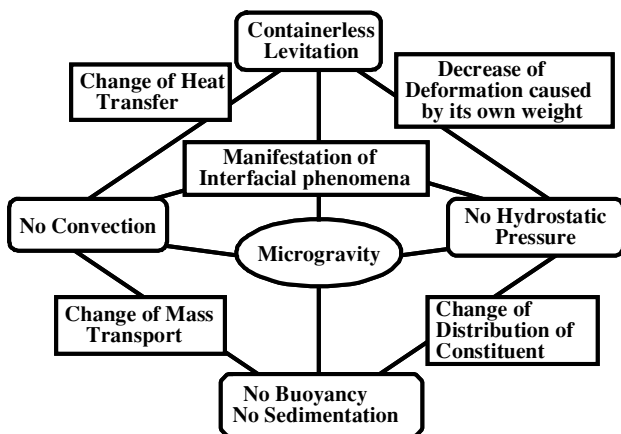 Containerless
Levitation
Change of Heat
Transfer
Decrease of
Deformation caused
by its own weight
Manifestation of
Interfacial phenomena
No Convection
No Hydrostatic
Pressure
Microgravity
Change of Mass
Transport
Change of
Distribution of
Constituent
No Buoyancy
No Sedimentation